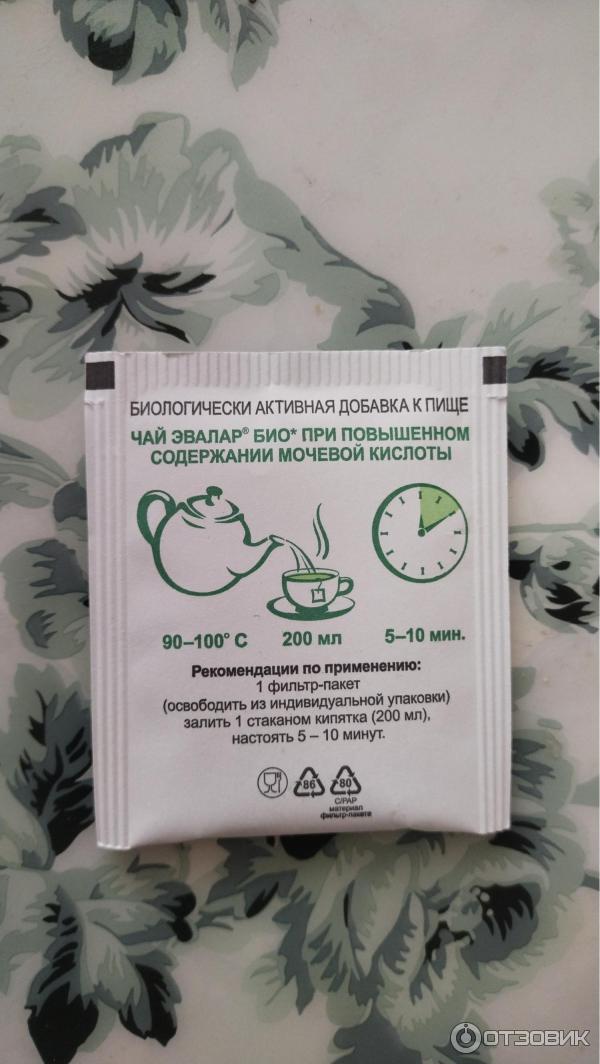 БИОЛОГИЧЕСКИ АКТИВНАЯ ДОБАВКА К ПИЩЕ
ЧАЙ ЭВАЛАР® БИО* ПРИ ПОВЫШЕННОМ
СОДЕРЖАНИИ МОЧЕВОЙ КИСЛОТЫ
90–100° С 200 мл 5–10 мин.
Рекомендации по применению:
1 фильтр-пакет
(освободить из индивидуальной упаковки)
залить 1 стаканом кипятка (200 мл),
настоять 5 – 10 минут.
86 80
C/PAP
материал
фильтр-пакета
ОТЗОВИК